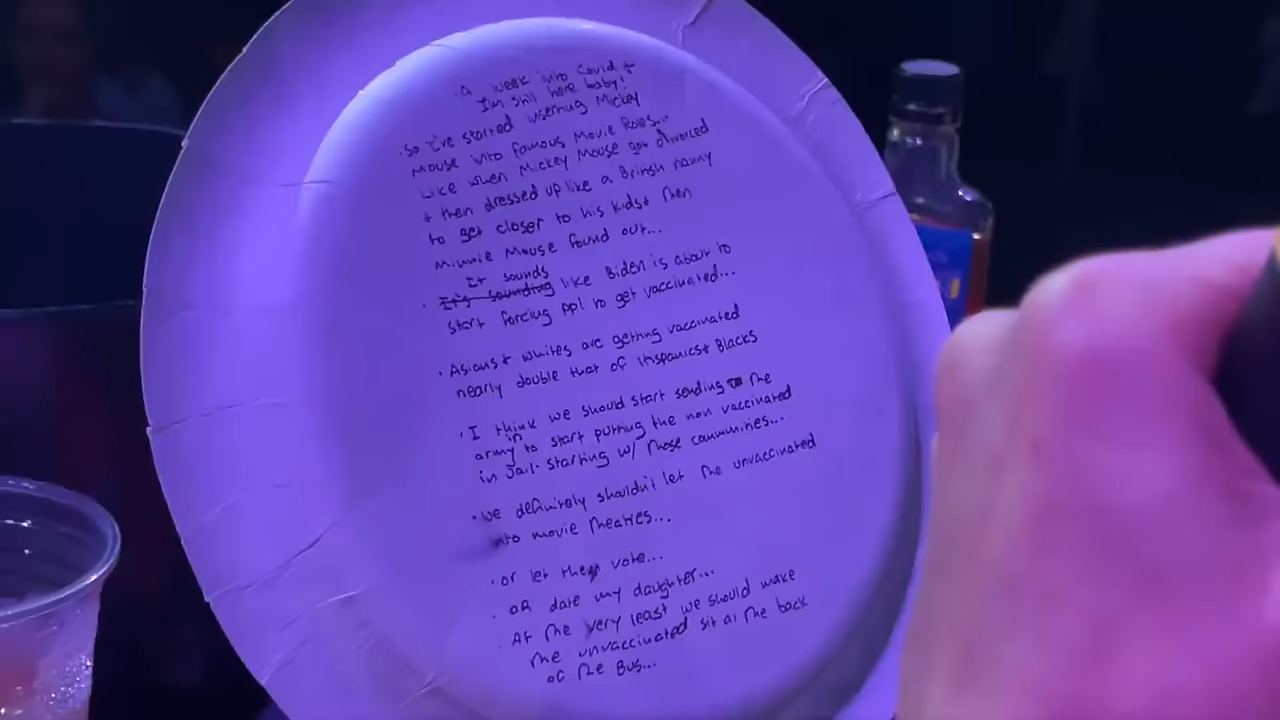 · A week into Covid +
I'm still here baby!
· So I've started inserting Mickey
Mouse into famous Movie Roles...
Like when Mickey Mouse got divorced
+ then dressed up like a British nanny
to get closer to his kids + then
Minnie Mouse found out...
It sounds
· It's sounding like Biden is about to
start forcing ppl to get vaccinated...
· Asians + whites are getting vaccinated
nearly double that of Hispanics + Blacks
· I think we should start sending the
army in to start putting the non vaccinated
in Jail. starting w/ those communities...
· We definitely shouldn't let the unvaccinated
into movie theatres...
· or let them vote...
· OR date my daughter...
· At the very least we should make
the unvaccinated sit at the back
of the Bus...